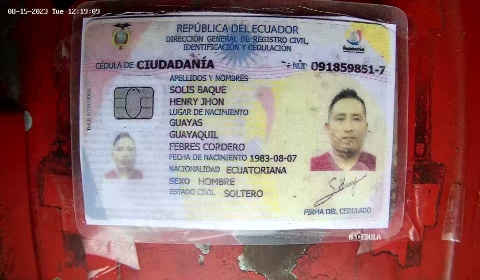 08-15-2023 Tue 12:19:09
REPÚBLICA DEL ECUADOR
DIRECCIÓN GENERAL DE REGISTRO CIVIL,
IDENTIFICACIÓN Y CEDULACIÓN
CÉDULA DE CIUDADANÍA
NUI 091859851-7
APELLIDOS Y NOMBRES
SOLIS BAQUE
HENRY JHON
LUGAR DE NACIMIENTO
GUAYAS
GUAYAQUIL
FEBRES CORDERO
FECHA DE NACIMIENTO 1983-08-07
NACIONALIDAD ECUATORIANA
SEXO HOMBRE
ESTADO CIVIL SOLTERO
FIRMA DEL CEDULADO